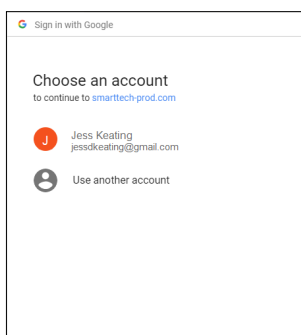 Sign in with Google
Choose an account
to continue to smarttech-prod.com
J
Jess Keating
jessdkeating@gmail.com
Use another account